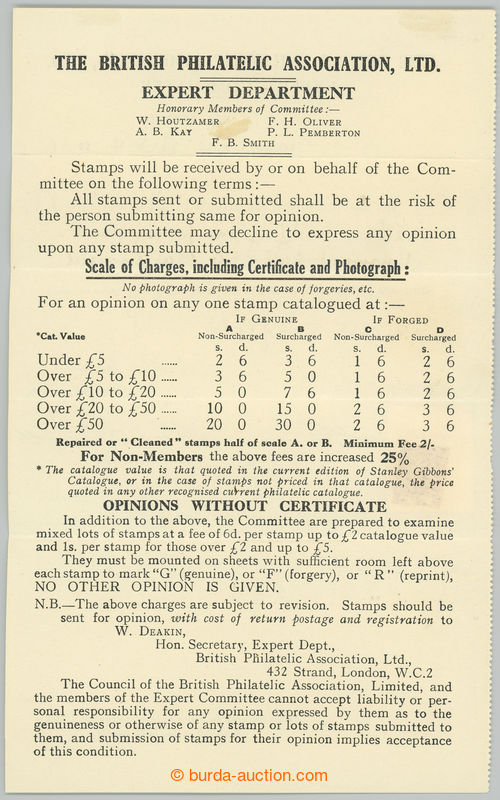 THE BRITISH PHILATELIC ASSOCIATION, LTD.
EXPERT DEPARTMENT
Honorary Members of Committee :—
W. HOUTZAMER F. H. OLIVER
A. B. KAY P. L. PEMBERTON
F. B. SMITH
Stamps will be received by or on behalf of the Com-
mittee on the following terms :—
All stamps sent or submitted shall be at the risk of
the person submitting same for opinion.
The Committee may decline to express any opinion
upon any stamp submitted.
Scale of Charges, including Certificate and Photograph :
No photograph is given in the case of forgeries, etc.
For an opinion on any one stamp catalogued at :—
IF GENUINE IF FORGED
A B C D
*Cat. Value Non-Surcharged Surcharged Non-Surcharged Surcharged
s. d. s. d. s. d. s. d.
Under £5 ...... 2 6 3 6 1 6 2 6
Over £5 to £10 ...... 3 6 5 0 1 6 2 6
Over £10 to £20 ...... 5 0 7 6 1 6 2 6
Over £20 to £50 ...... 10 0 15 0 2 6 3 6
Over £50 ...... 20 0 30 0 2 6 3 6
Repaired or “ Cleaned” stamps half of scale A. or B. Minimum Fee 2/-
For Non-Members the above fees are increased 25%
* The catalogue value is that quoted in the current edition of Stanley Gibbons'
Catalogue, or in the case of stamps not priced in that catalogue, the price
quoted in any other recognised current philatelic catalogue.
OPINIONS WITHOUT CERTIFICATE
In addition to the above, the Committee are prepared to examine
mixed lots of stamps at a fee of 6d. per stamp up to £2 catalogue value
and 1s. per stamp for those over £2 and up to £5.
They must be mounted on sheets with sufficient room left above
each stamp to mark “G” (genuine), or “F” (forgery), or “ R ” (reprint),
NO OTHER OPINION IS GIVEN.
N.B.—The above charges are subject to revision. Stamps should be
sent for opinion, with cost of return postage and registration to
W. DEAKIN,
Hon. Secretary, Expert Dept.,
British Philatelic Association, Ltd.,
432 Strand, London, W.C.2
The Council of the British Philatelic Association, Limited, and
the members of the Expert Committee cannot accept liability or per-
sonal responsibility for any opinion expressed by them as to the
genuineness or otherwise of any stamp or lots of stamps submitted to
them, and submission of stamps for their opinion implies acceptance
of this condition.
© burda-auction.com